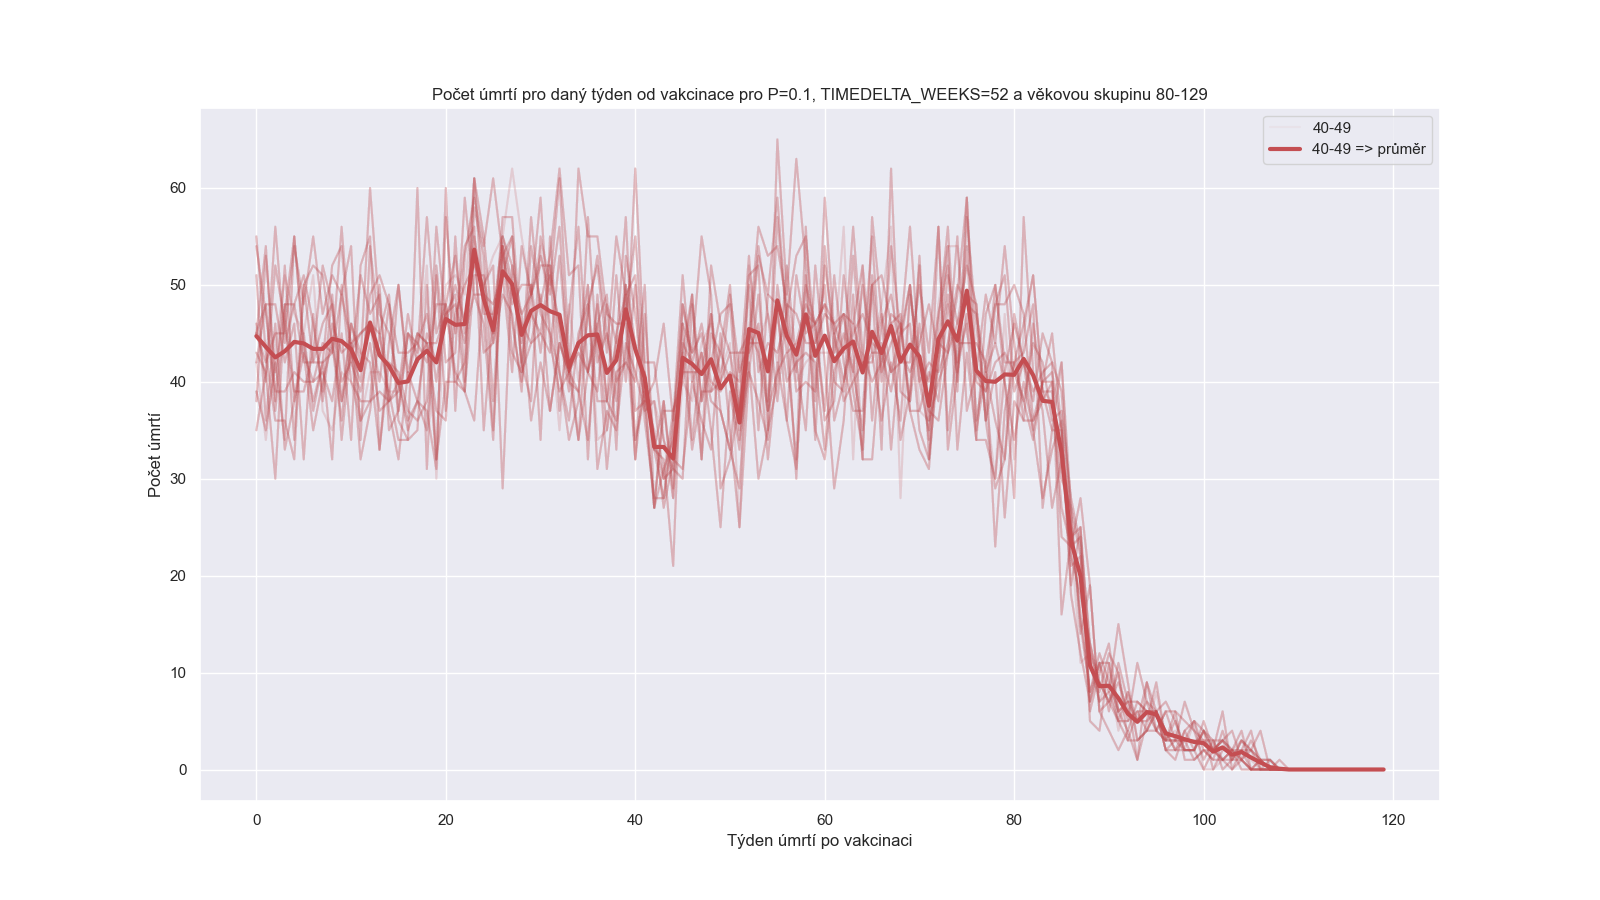 Počet úmrtí pro daný týden od vakcinace pro P=0.1, TIMEDELTA_WEEKS=52 a věkovou skupinu 80-129
40-49
40-49 => průměr
Počet úmrtí
60
50
40
30
20
10
0
0 20 40 60 80 100 120
Týden úmrtí po vakcinaci